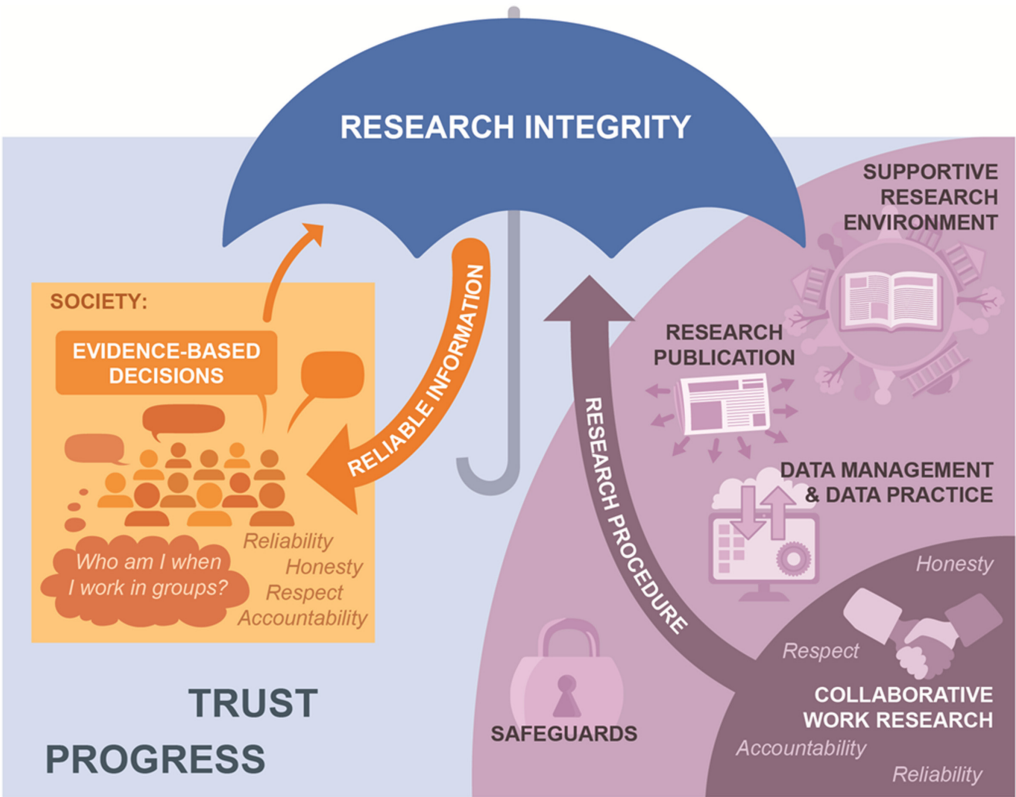 RESEARCH INTEGRITY
SUPPORTIVE
RESEARCH
ENVIRONMENT
SOCIETY:
EVIDENCE-BASED
DECISIONS
RELIABLE INFORMATION
RESEARCH
PUBLICATION
RESEARCH PROCEDURE
DATA MANAGEMENT
& DATA PRACTICE
Who am I when
I work in groups?
Reliability
Honesty
Respect
Accountability
Honesty
Respect
COLLABORATIVE
WORK RESEARCH
Accountability
Reliability
SAFEGUARDS
TRUST
PROGRESS